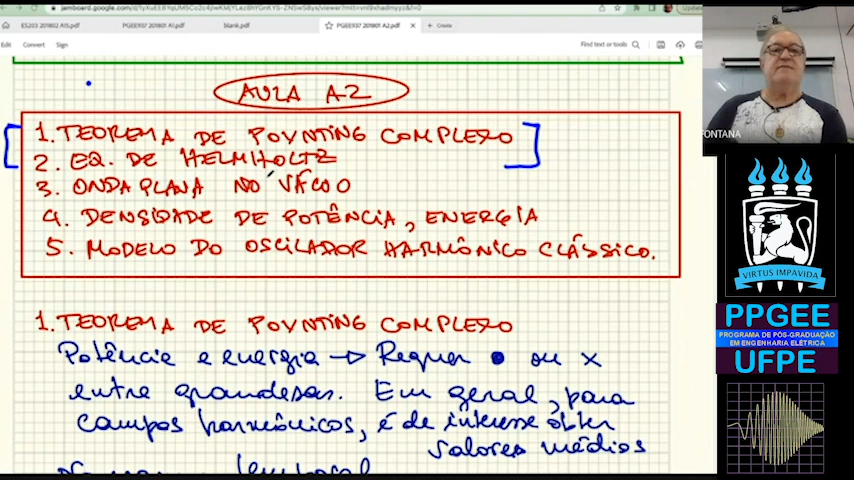 ES203 201802 A15.pdf
PGEE937 201801 A1.pdf
blank.pdf
PGEE937 201801 A2.pdf
Create
Edit Convert Sign
Find text or tools
AULA A2
1. TEOREMA DE POYNTING COMPLEXO
2. EQ. DE HELMHOLTZ
3. ONDA PLANA NO VÁCUO
4. DENSIDADE DE POTÊNCIA, ENERGIA
5. MODELO DO OSCILADOR HARMÔNICO CLÁSSICO.
1. TEOREMA DE POYNTING COMPLEXO
Potência e energia → Requer • ou x
entre grandezas. Em geral, para
campos harmônicos, é de interesse obter
valores médios
FONTANA
VIRTUS IMPAVIDA
PPGEE
PROGRAMA DE PÓS-GRADUAÇÃO
EM ENGENHARIA ELÉTRICA
UFPE